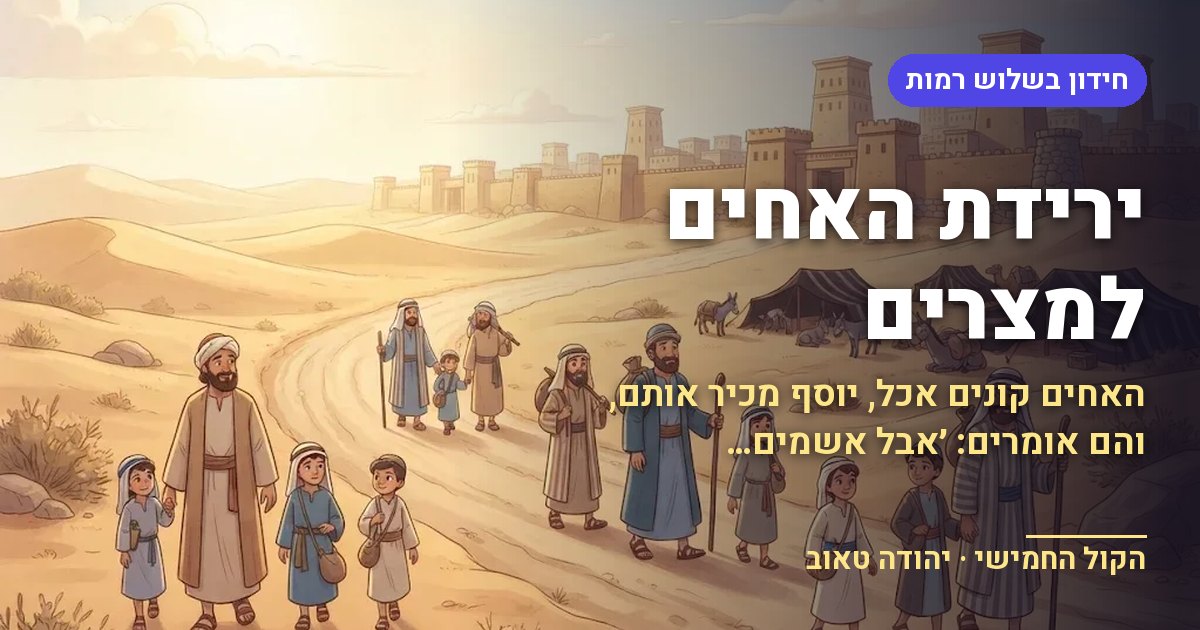 חידון בשלוש רמות
ירידת האחים
למצרים
האחים קונים אכל, יוסף מכיר אותם,
והם אומרים: ׳אבל אשמים...
הקול החמישי · יהודה טאוב